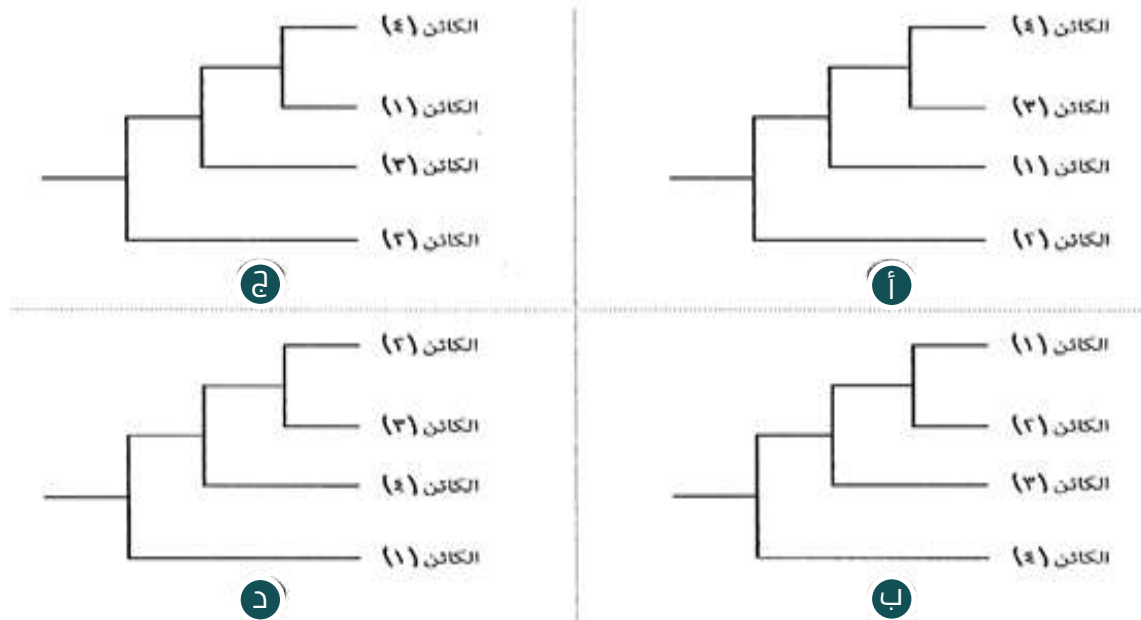 الكائن (٤)
الكائن (٣)
الكائن (١)
الكائن (٢)
أ
الكائن (٤)
الكائن (١)
الكائن (٣)
الكائن (٢)
ج
الكائن (١)
الكائن (٢)
الكائن (٣)
الكائن (٤)
ب
الكائن (٢)
الكائن (٣)
الكائن (٤)
الكائن (١)
د